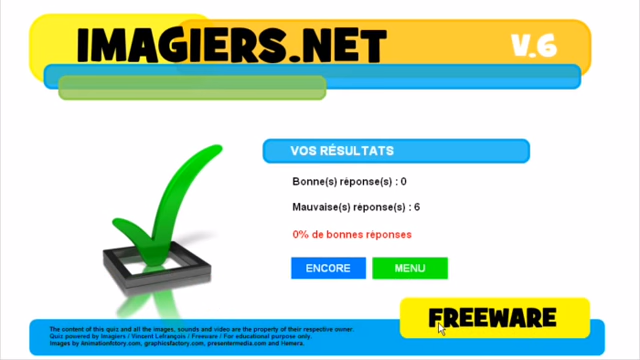 IMAGIERS.NET
V.6
VOS RÉSULTATS
Bonne(s) réponse(s) : 0
Mauvaise(s) réponse(s) : 6
0% de bonnes réponses
ENCORE
MENU
FREEWARE
The content of this quiz and all the images, sounds and video are the property of their respective owner.
Quiz powered by Imagiers / Vincent Lefrançois / Freeware / For educational purpose only.
Images by Animationfctory.com, graphicsfactory.com, presentermedia.com and Hemera.